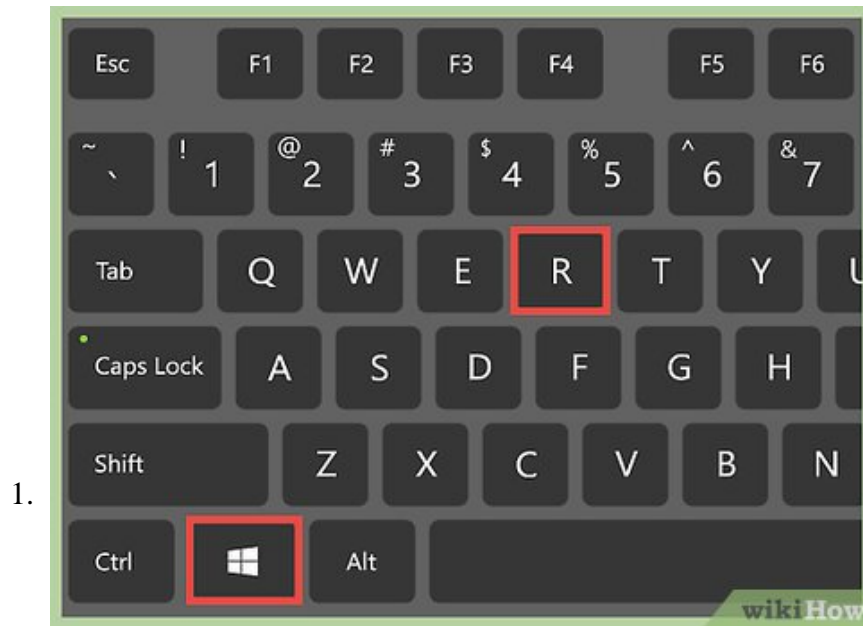 Esc F1 F2 F3 F4 F5 F6
~ ` ! 1 @ 2 # 3 $ 4 % 5 ^ 6 & 7
Tab Q W E R T Y U
Caps Lock A S D F G H
Shift Z X C V B N
1.
Ctrl Alt
wikiHow